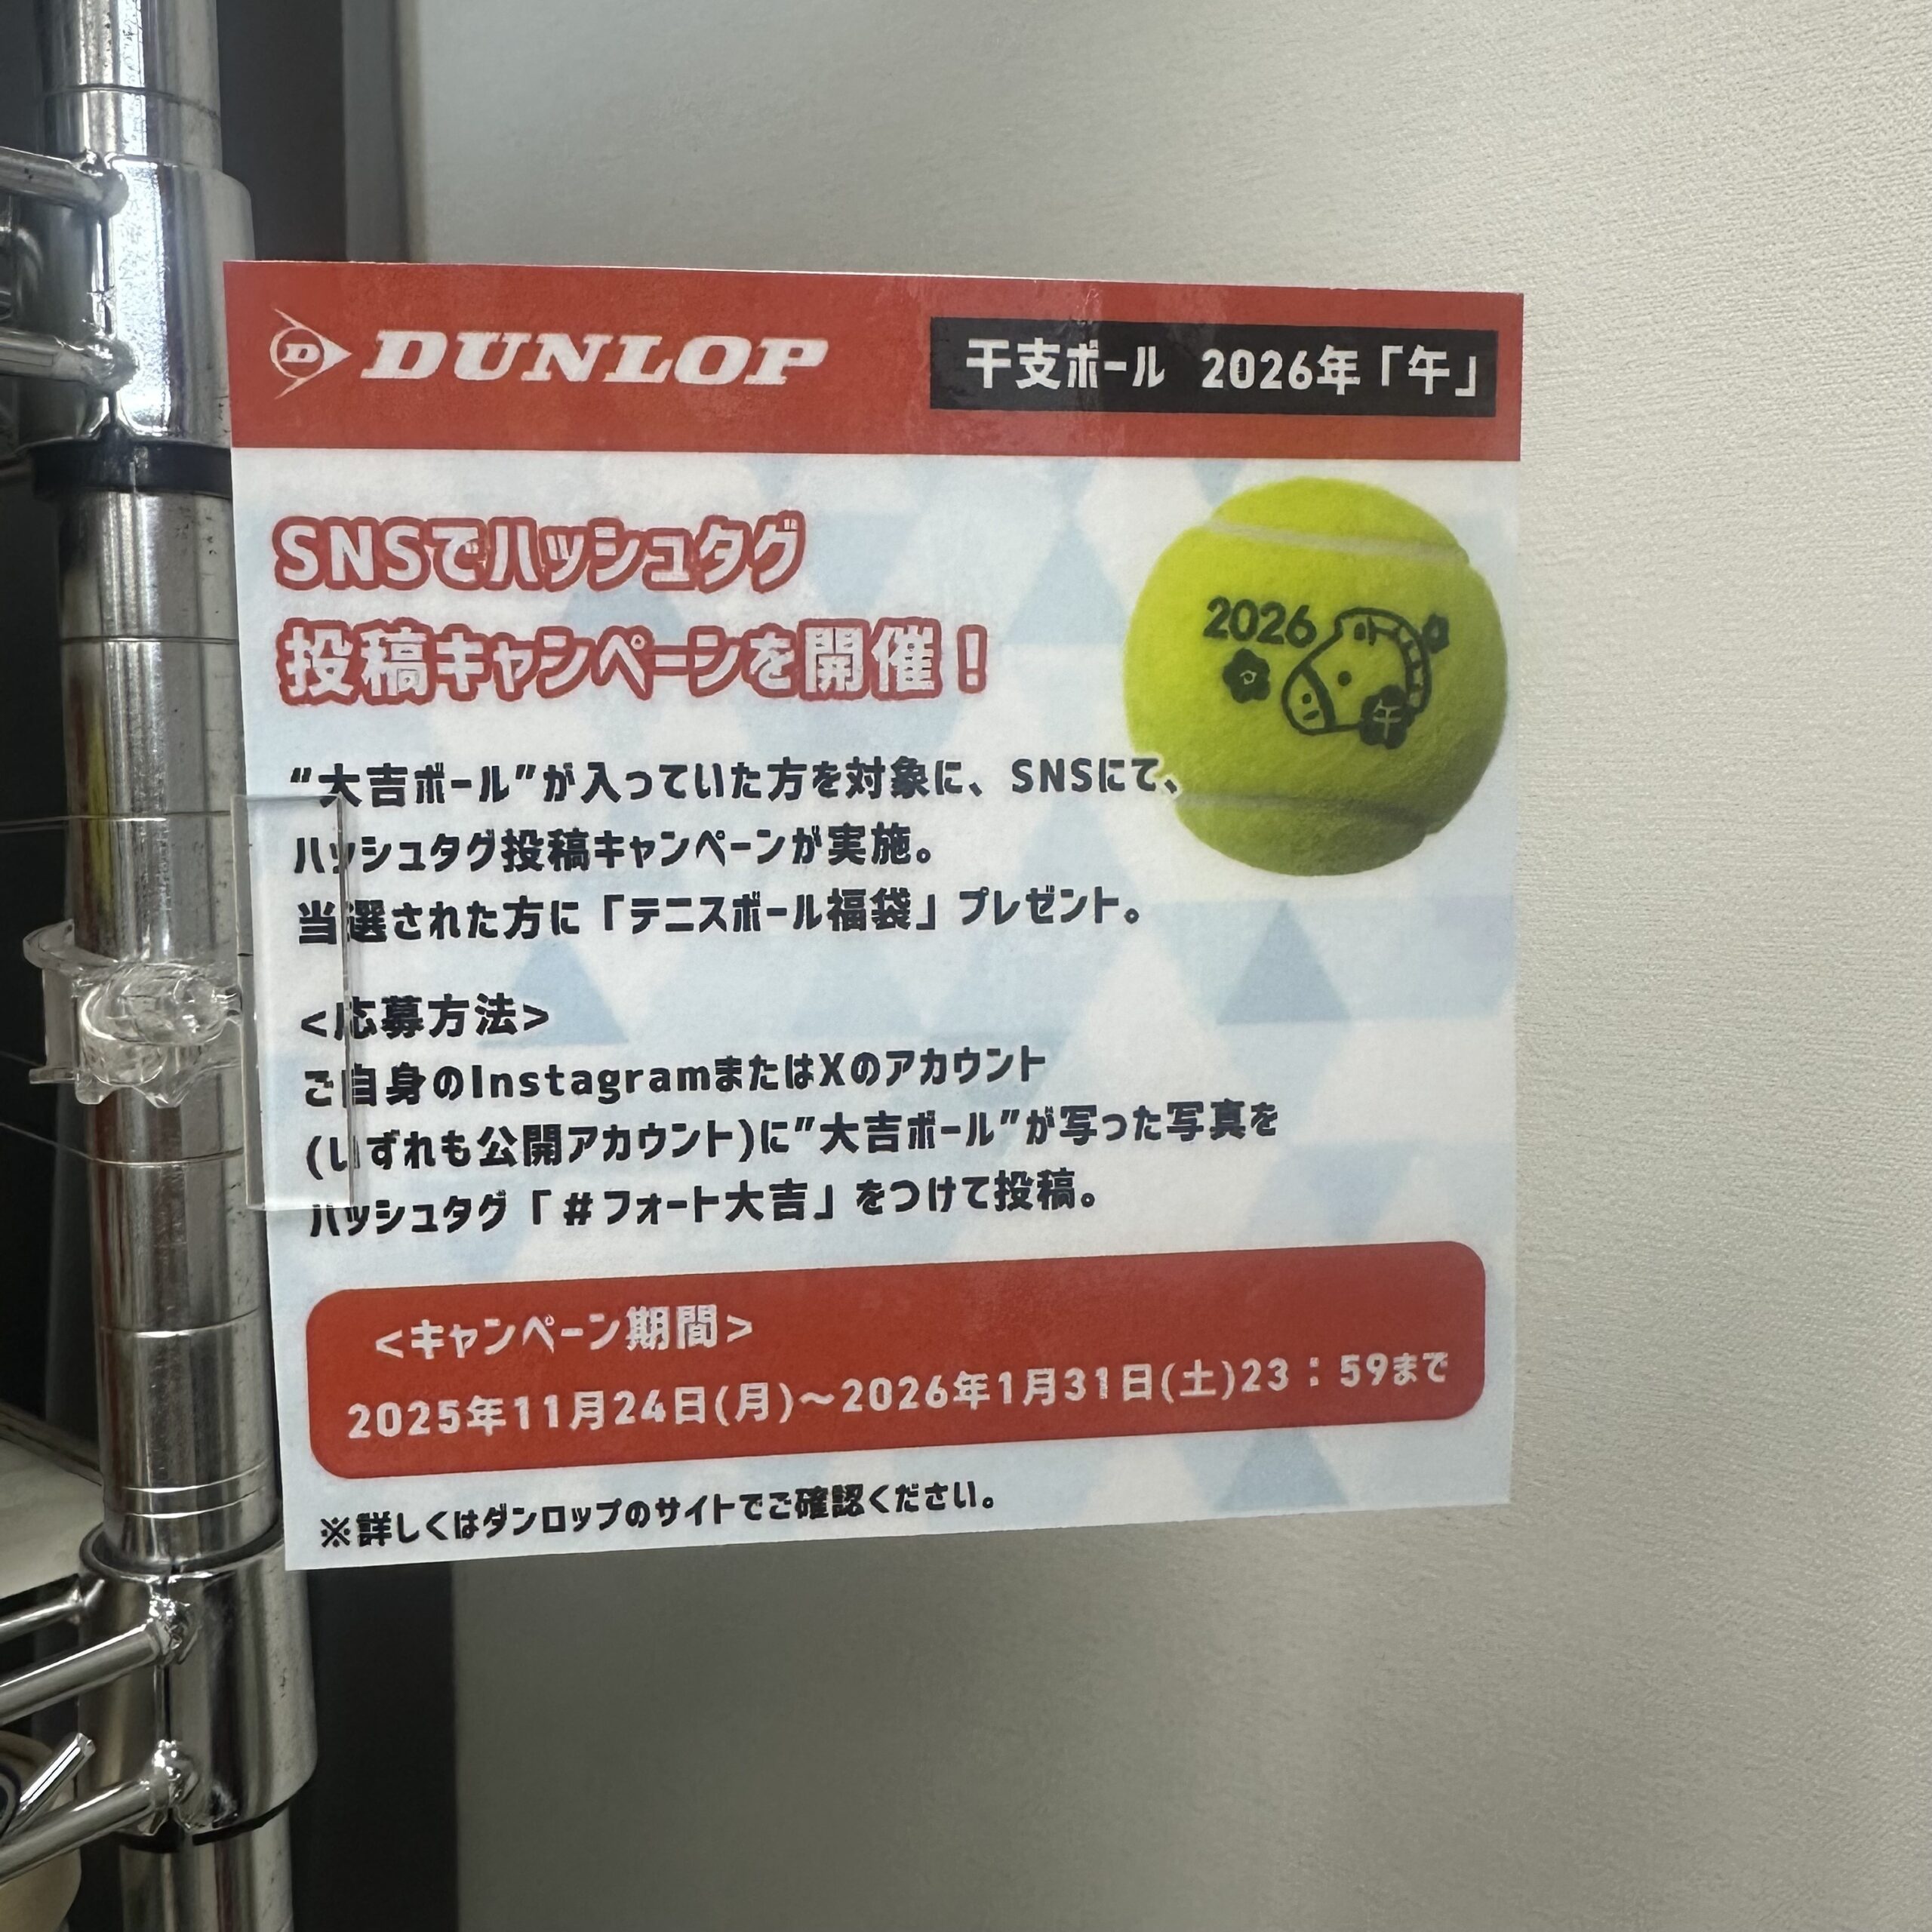 DUNLOP
干支ボール 2026年「午」
SNSでハッシュタグ
投稿キャンペーンを開催！
2026
午
“大吉ボール”が入っていた方を対象に、SNSにて、
ハッシュタグ投稿キャンペーンが実施。
当選された方に「テニスボール福袋」プレゼント。
<応募方法>
ご自身のInstagramまたはXのアカウント
(いずれも公開アカウント)に”大吉ボール”が写った写真を
ハッシュタグ「＃フォート大吉」をつけて投稿。
<キャンペーン期間>
2025年11月24日(月)～2026年1月31日(土)23：59まで
※詳しくはダンロップのサイトでご確認ください。